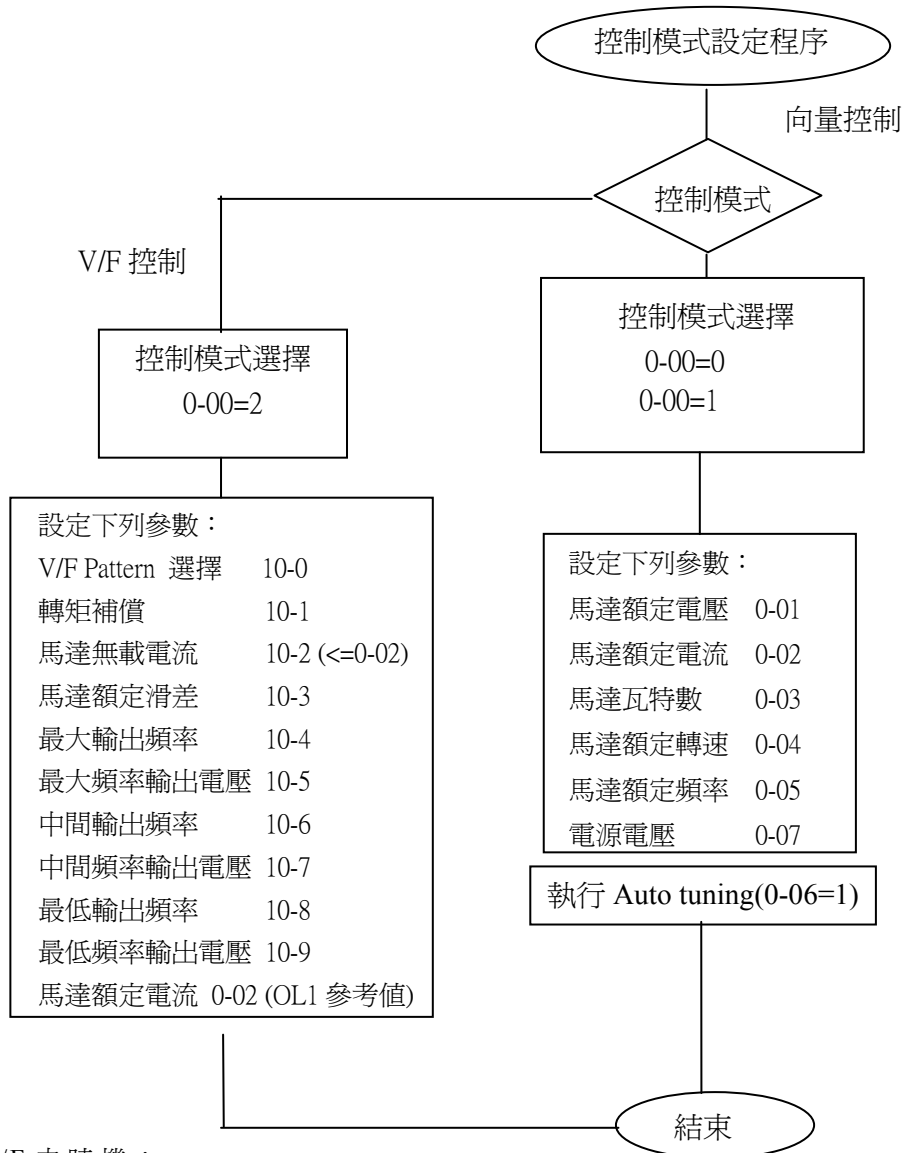 控制模式設定程序
向量控制
控制模式
V/F 控制
控制模式選擇
0-00=2
控制模式選擇
0-00=0
0-00=1
設定下列參數：
V/F Pattern 選擇 10-0
轉矩補償 10-1
馬達無載電流 10-2 (<=0-02)
馬達額定滑差 10-3
最大輸出頻率 10-4
最大頻率輸出電壓 10-5
中間輸出頻率 10-6
中間頻率輸出電壓 10-7
最低輸出頻率 10-8
最低頻率輸出電壓 10-9
馬達額定電流 0-02 (OL1 參考值)
設定下列參數：
馬達額定電壓 0-01
馬達額定電流 0-02
馬達瓦特數 0-03
馬達額定轉速 0-04
馬達額定頻率 0-05
電源電壓 0-07
執行 Auto tuning(0-06=1)
結束